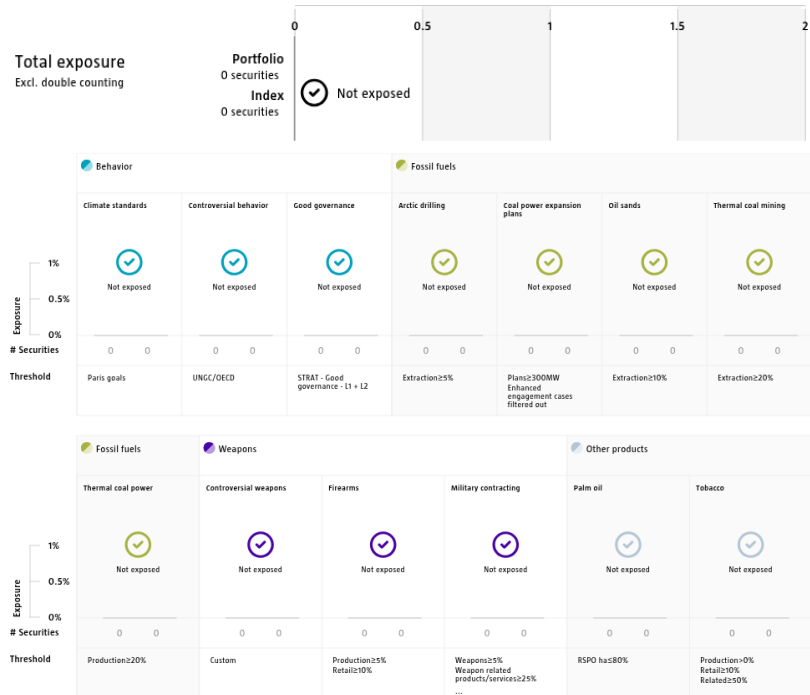 0 0.5 1 1.5 2
Total exposure
Excl. double counting
Portfolio
0 securities
Index
0 securities
Not exposed
Behavior
Fossil fuels
Climate standards
Controversial behavior
Good governance
Arctic drilling
Coal power expansion
plans
Oil sands
Thermal coal mining
Exposure
1%
0.5%
0%
Not exposed
Not exposed
Not exposed
Not exposed
Not exposed
Not exposed
Not exposed
# Securities
0 0
0 0
0 0
0 0
0 0
0 0
0 0
Threshold
Paris goals
UNGC/OECD
STRAT - Good
governance - L1 + L2
Extraction≥5%
Plans≥300MW
Enhanced
engagement cases
filtered out
Extraction≥10%
Extraction≥20%
Fossil fuels
Weapons
Other products
Thermal coal power
Controversial weapons
Firearms
Military contracting
Palm oil
Tobacco
Exposure
1%
0.5%
0%
Not exposed
Not exposed
Not exposed
Not exposed
Not exposed
Not exposed
# Securities
0 0
0 0
0 0
0 0
0 0
0 0
Threshold
Production≥20%
Custom
Production≥5%
Retail≥10%
Weapons≥5%
Weapon related
products/services≥25%
...
RSPO ha≤80%
Production>0%
Retail≥10%
Related≥50%